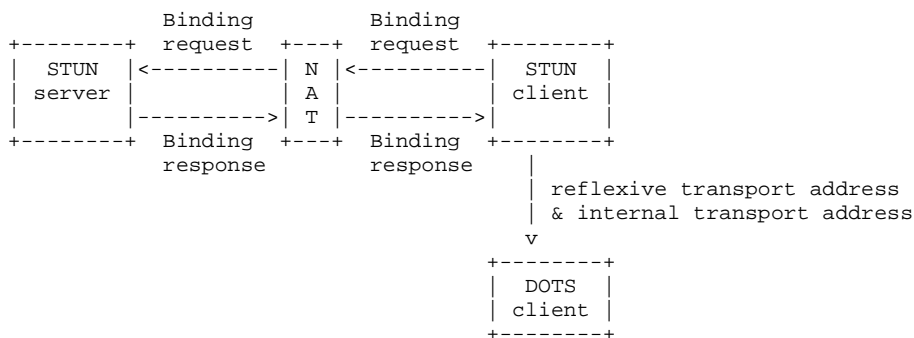 Binding Binding
+--------+ request +---+ request +--------+
| STUN |<----------| N |<----------| STUN |
| server | | A | | client |
| |---------->| T |---------->| |
+--------+ Binding +---+ Binding +--------+
response response |
| reflexive transport address
| & internal transport address
v
+--------+
| DOTS |
| client |
+--------+